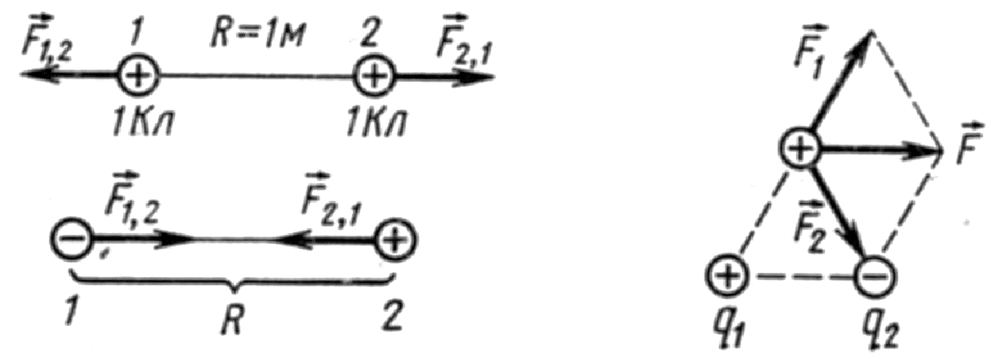 F⃗1,2 1 R=1м 2 F⃗2,1
+ +
1Кл 1Кл
F⃗1,2 F⃗2,1
− +
1 R 2
F⃗1
+ F⃗
F⃗2
+ −
q1 q2